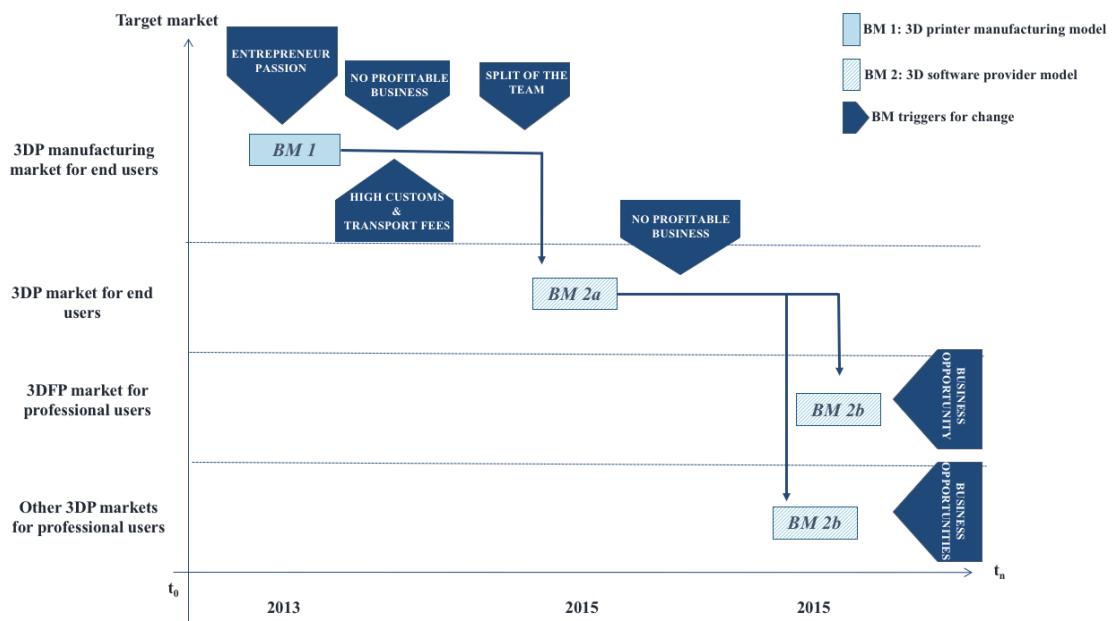 Target market
ENTREPRENEUR
PASSION
NO PROFITABLE
BUSINESS
SPLIT OF THE
TEAM
BM 1: 3D printer manufacturing model
BM 2: 3D software provider model
BM triggers for change
3DP manufacturing
market for end users
BM 1
HIGH CUSTOMS
&
TRANSPORT FEES
NO PROFITABLE
BUSINESS
3DP market for end
users
BM 2a
3DFP market for
professional users
BM 2b
BUSINESS
OPPORTUNITY
Other 3DP markets
for professional users
BM 2b
BUSINESS
OPPORTUNITIES
t0
tn
2013
2015
2015